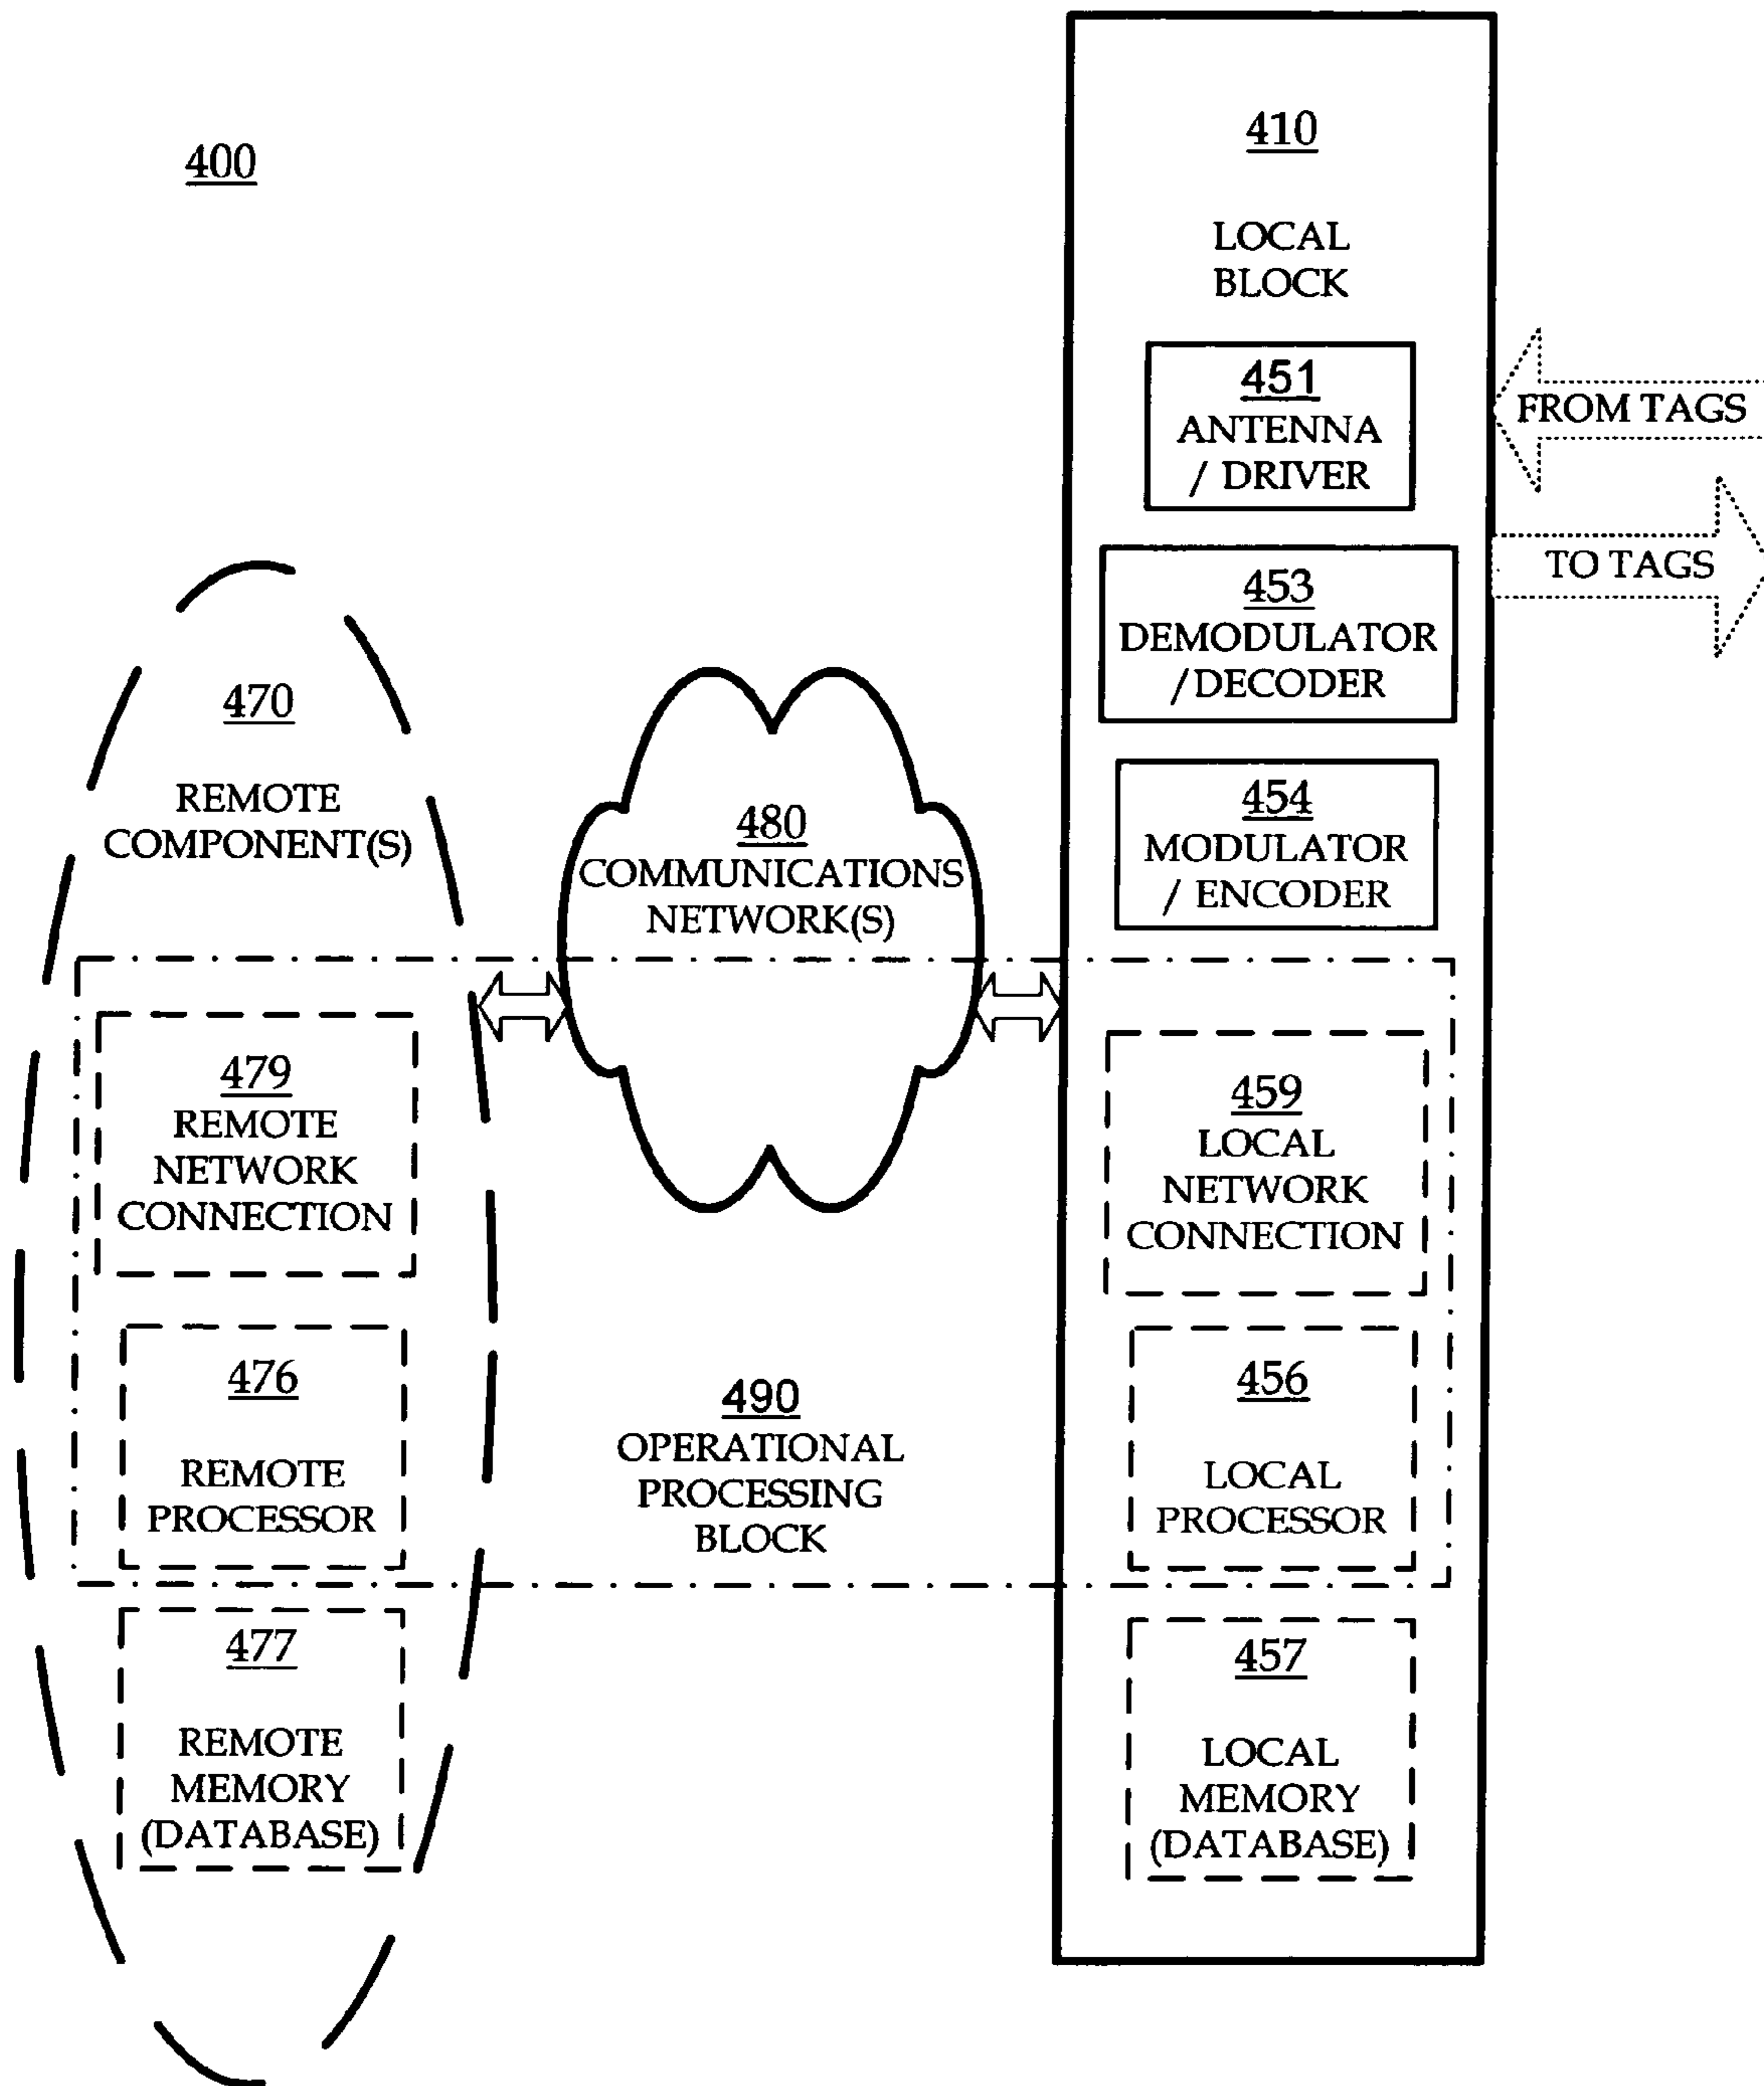 400
410
LOCAL
BLOCK
451
ANTENNA
/ DRIVER
FROM TAGS
TO TAGS
453
DEMODULATOR
/DECODER
454
MODULATOR
/ ENCODER
470
REMOTE
COMPONENT(S)
480
COMMUNICATIONS
NETWORK(S)
479
REMOTE
NETWORK
CONNECTION
459
LOCAL
NETWORK
CONNECTION
476
REMOTE
PROCESSOR
490
OPERATIONAL
PROCESSING
BLOCK
456
LOCAL
PROCESSOR
477
REMOTE
MEMORY
(DATABASE)
457
LOCAL
MEMORY
(DATABASE)